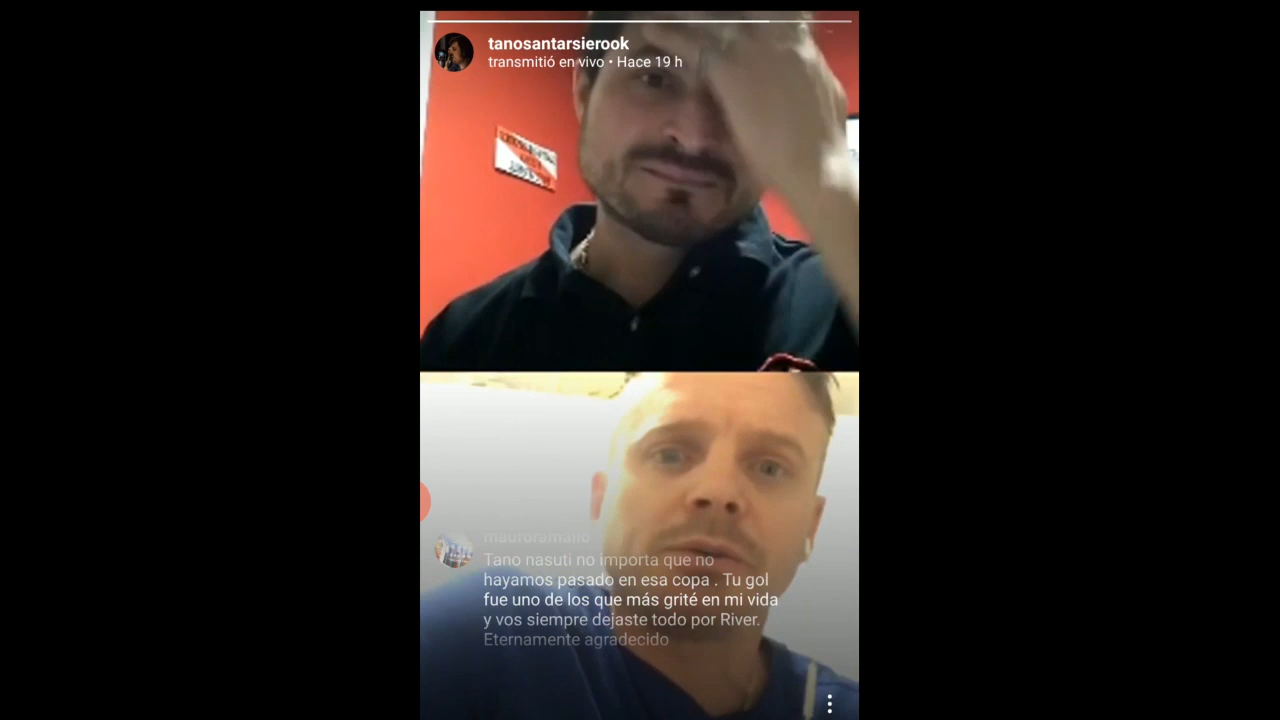 tanosantarsierook
transmitió en vivo • Hace 19 h
mauroramallo
Tano nasuti no importa que no
hayamos pasado en esa copa . Tu gol
fue uno de los que más grité en mi vida
y vos siempre dejaste todo por River.
Eternamente agradecido